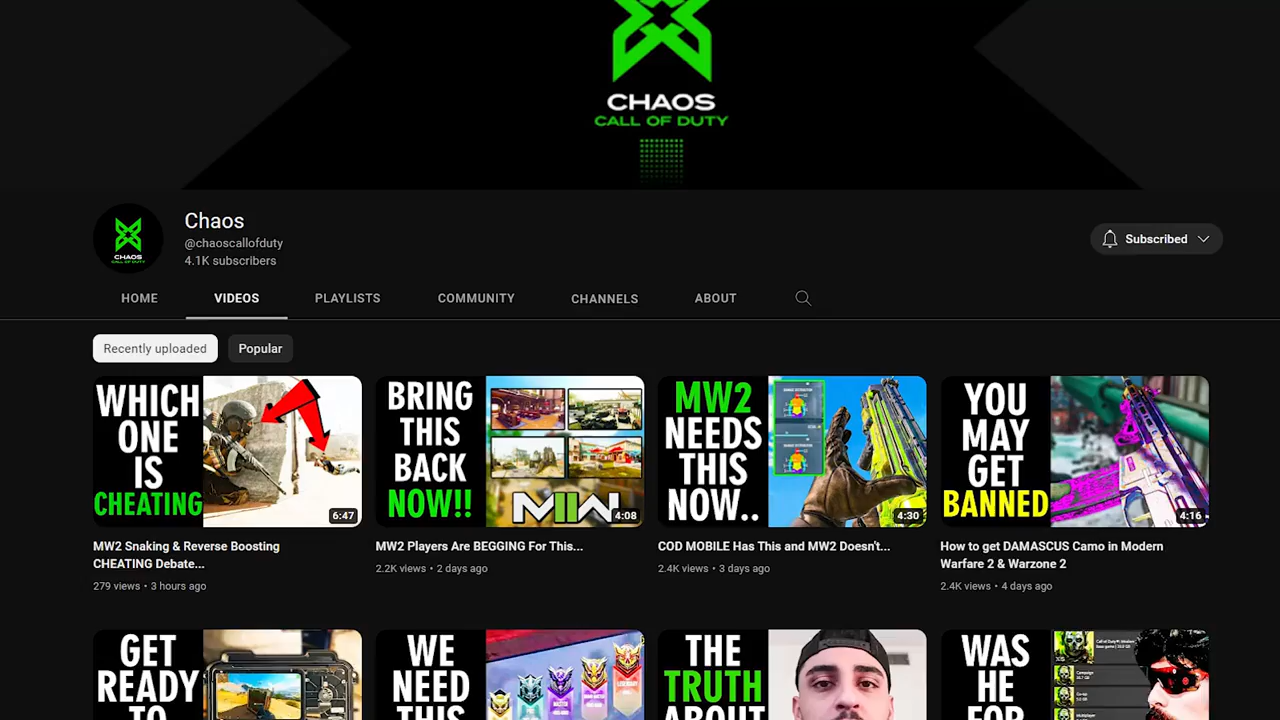 CHAOS
CALL OF DUTY
CHAOS
CALL OF DUTY
Chaos
@chaoscallofduty
4.1K subscribers
Subscribed
HOME
VIDEOS
PLAYLISTS
COMMUNITY
CHANNELS
ABOUT
Recently uploaded
Popular
WHICH
ONE
IS
CHEATING
6:47
MW2 Snaking & Reverse Boosting
CHEATING Debate...
279 views • 3 hours ago
BRING
THIS
BACK
NOW!!
MIIW
4:08
MW2 Players Are BEGGING For This...
2.2K views • 2 days ago
MW2
NEEDS
THIS
NOW..
4:30
COD MOBILE Has This and MW2 Doesn't...
2.4K views • 3 days ago
YOU
MAY
GET
BANNED
4:16
How to get DAMASCUS Camo in Modern
Warfare 2 & Warzone 2
2.4K views • 4 days ago
GET
READY
TO
WE
NEED
THIS
THE
TRUTH
ABOUT
WAS
HE
FOR